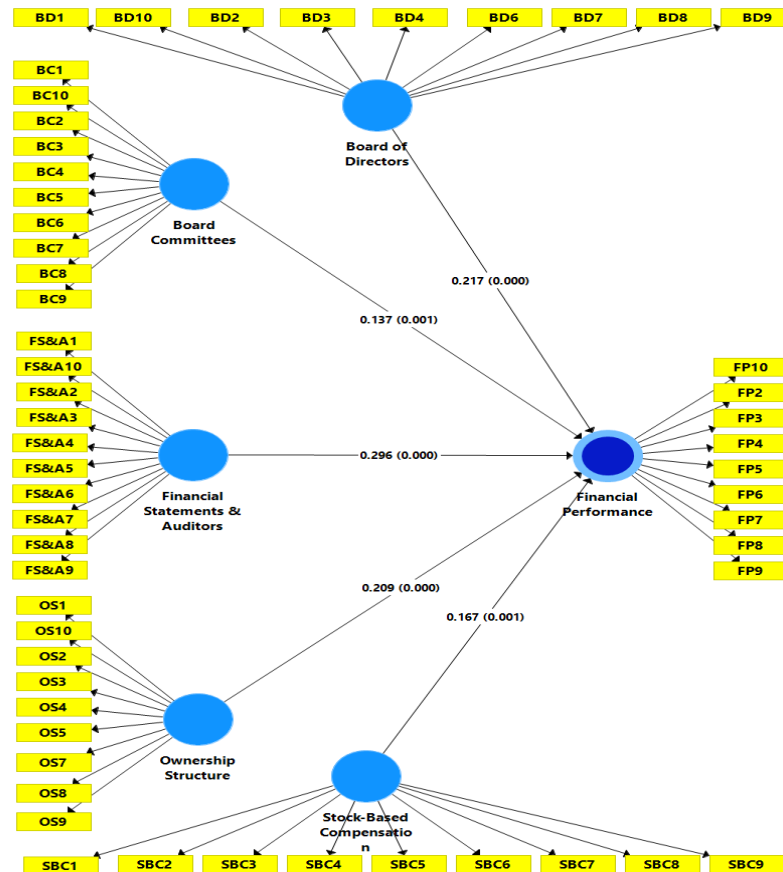 BD1
BD10
BD2
BD3
BD4
BD6
BD7
BD8
BD9
Board of
Directors
BC1
BC10
BC2
BC3
BC4
BC5
BC6
BC7
BC8
BC9
Board
Committees
0.217 (0.000)
0.137 (0.001)
FS&A1
FS&A10
FS&A2
FS&A3
FS&A4
FS&A5
FS&A6
FS&A7
FS&A8
FS&A9
Financial
Statements &
Auditors
0.296 (0.000)
Financial
Performance
FP10
FP2
FP3
FP4
FP5
FP6
FP7
FP8
FP9
0.209 (0.000)
0.167 (0.001)
OS1
OS10
OS2
OS3
OS4
OS5
OS7
OS8
OS9
Ownership
Structure
Stock-Based
Compensatio
n
SBC1
SBC2
SBC3
SBC4
SBC5
SBC6
SBC7
SBC8
SBC9